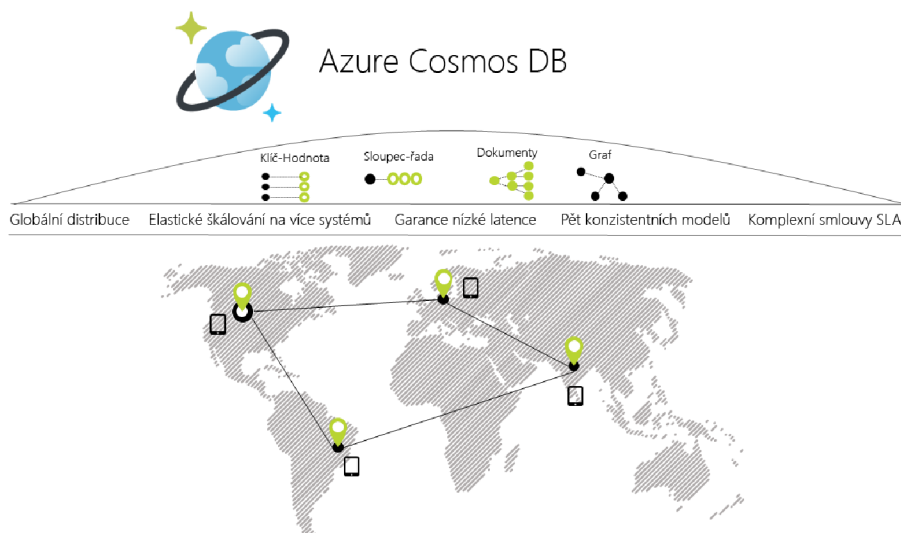 Azure Cosmos DB
Klíč-Hodnota
Sloupec-řada
Dokumenty
Graf
Globální distribuce
Elastické škálování na více systémů
Garance nízké latence
Pět konzistentních modelů
Komplexní smlouvy SLA